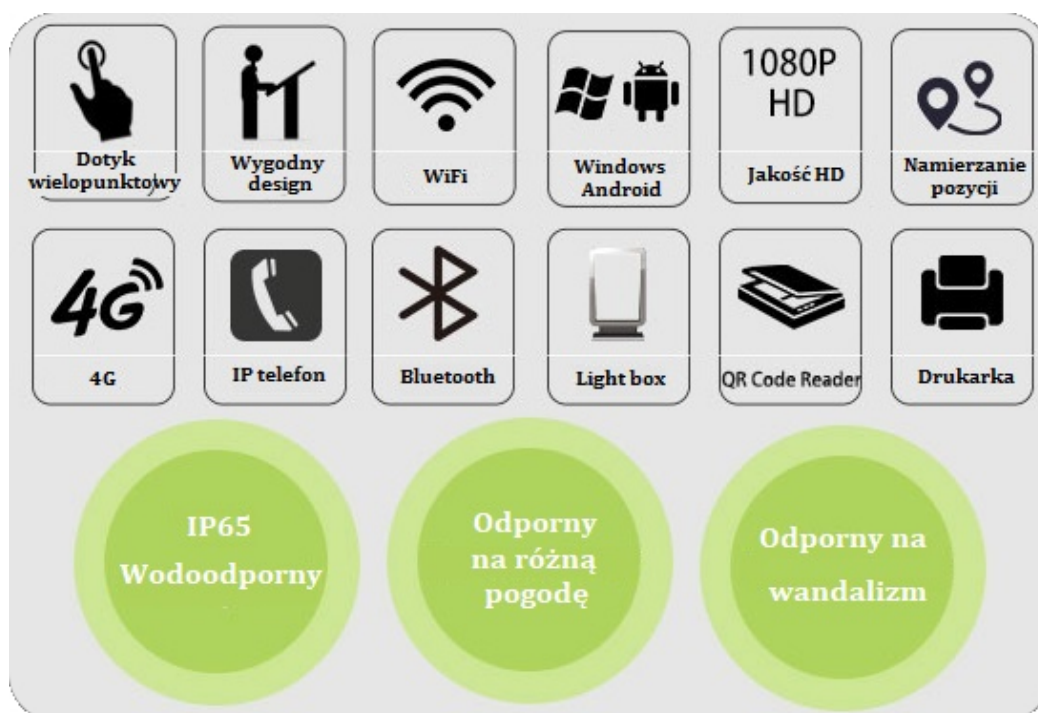 1080P
HD
Dotyk
wielopunktowy
Wygodny
design
WiFi
Windows
Android
Jakość HD
Namierzanie
pozycji
4G
4G
IP telefon
Bluetooth
Light box
QR Code Reader
Drukarka
IP65
Wodoodporny
Odporny
na różną
pogodę
Odporny na
wandalizm